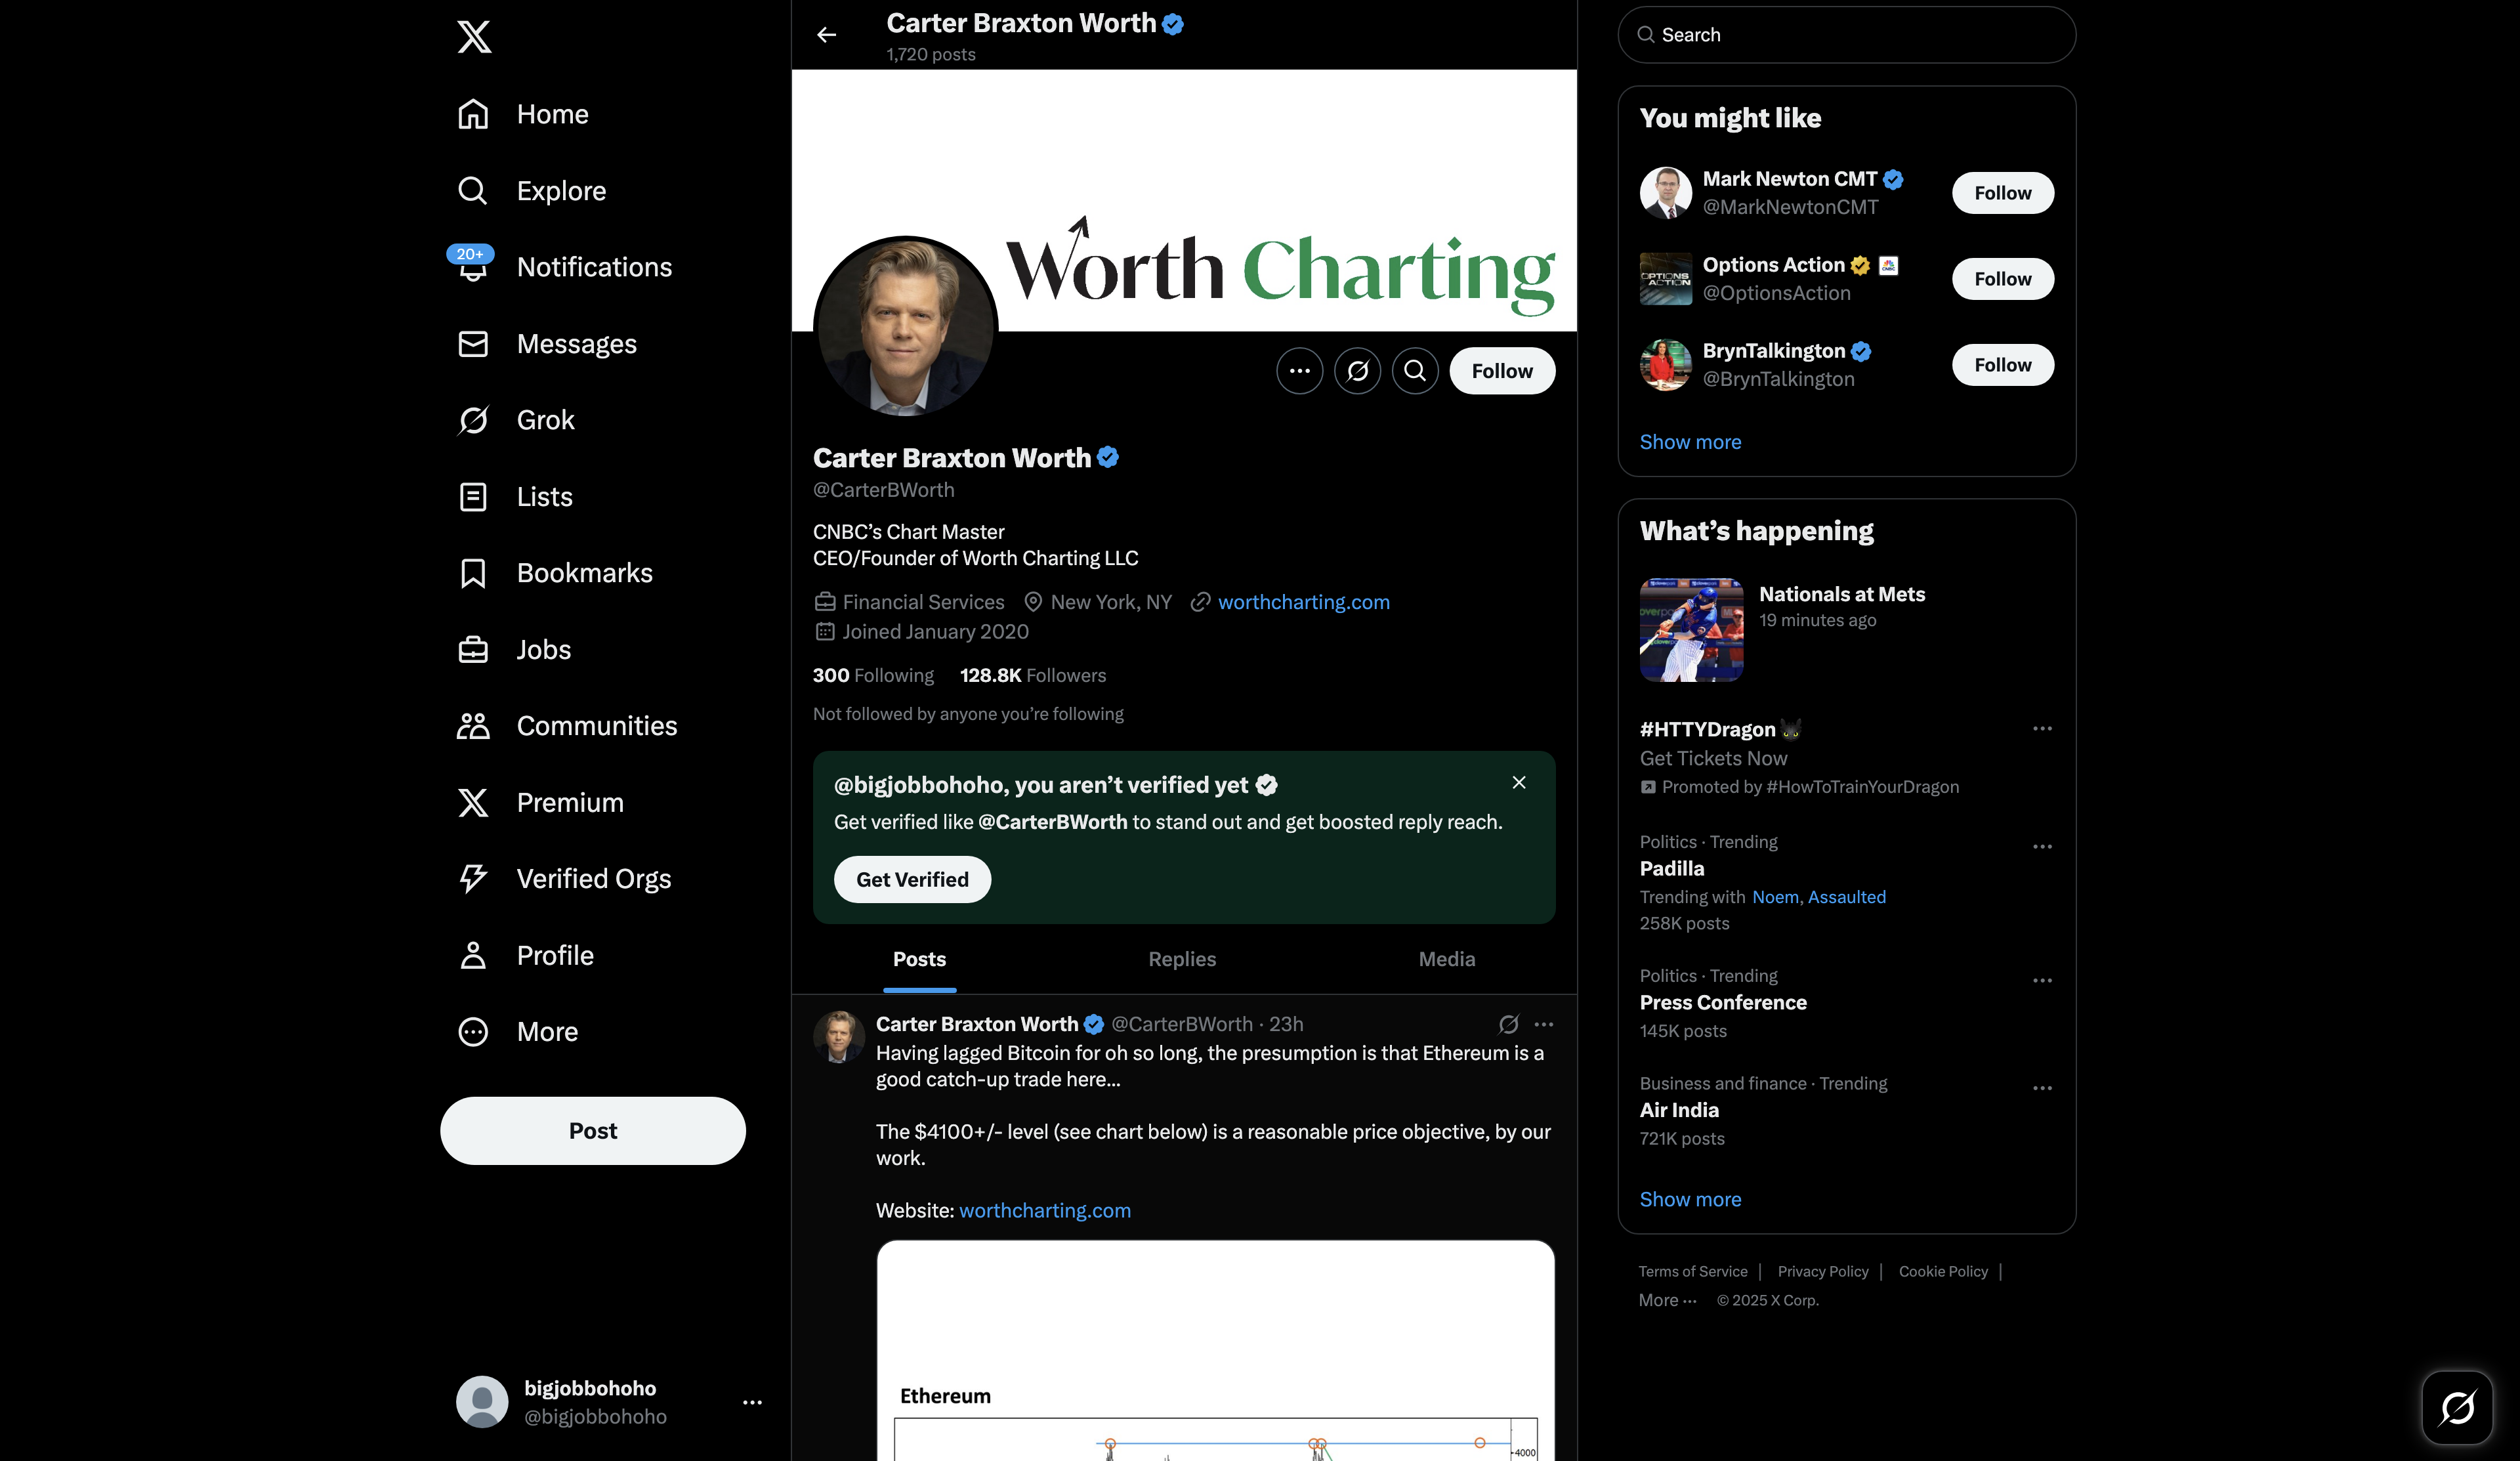 Home
Explore
20+
Notifications
Messages
Grok
Lists
Bookmarks
Jobs
Communities
Premium
Verified Orgs
Profile
More
Post
bigjobbohoho
@bigjobbohoho
Carter Braxton Worth
1,720 posts
Worth Charting
Follow
Carter Braxton Worth
@CarterBWorth
CNBC’s Chart Master
CEO/Founder of Worth Charting LLC
Financial Services New York, NY worthcharting.com
Joined January 2020
300 Following 128.8K Followers
Not followed by anyone you’re following
@bigjobbohoho, you aren’t verified yet
Get verified like @CarterBWorth to stand out and get boosted reply reach.
Get Verified
Posts Replies Media
Carter Braxton Worth @CarterBWorth · 23h
Having lagged Bitcoin for oh so long, the presumption is that Ethereum is a
good catch-up trade here...
The $4100+/- level (see chart below) is a reasonable price objective, by our
work.
Website: worthcharting.com
Ethereum
4000
Search
You might like
Mark Newton CMT
@MarkNewtonCMT
Follow
OPTIONS
ACTION
Options Action
@OptionsAction
Follow
BrynTalkington
@BrynTalkington
Follow
Show more
What’s happening
Nationals at Mets
19 minutes ago
#HTTYDragon
Get Tickets Now
Promoted by #HowToTrainYourDragon
Politics · Trending
Padilla
Trending with Noem, Assaulted
258K posts
Politics · Trending
Press Conference
145K posts
Business and finance · Trending
Air India
721K posts
Show more
Terms of Service | Privacy Policy | Cookie Policy |
More ··· © 2025 X Corp.